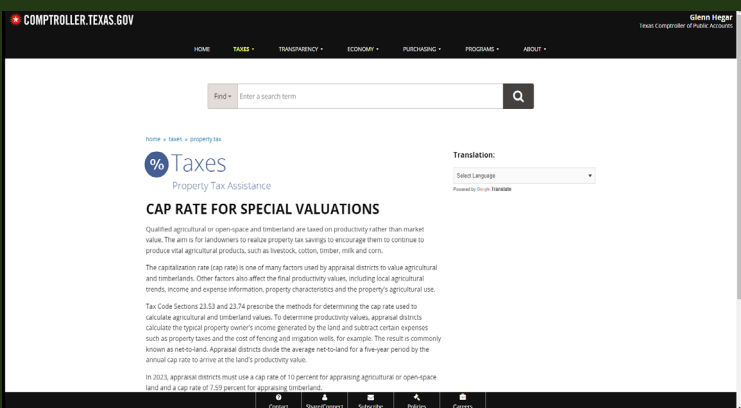 COMPTROLLER.TEXAS.GOV
Glenn Hegar
Texas Comptroller of Public Accounts
HOME TAXES TRANSPARENCY ECONOMY PURCHASING PROGRAMS ABOUT
Find Enter a search term
home » taxes » property tax
% Taxes
Property Tax Assistance
Translation:
Select Language
Powered by Google Translate
CAP RATE FOR SPECIAL VALUATIONS
Qualified agricultural or open-space and timberland are taxed on productivity rather than market
value. The aim is for landowners to realize property tax savings to encourage them to continue to
produce vital agricultural products, such as livestock, cotton, timber, milk and corn.
The capitalization rate (cap rate) is one of many factors used by appraisal districts to value agricultural
and timberlands. Other factors also affect the final productivity values, including local agricultural
trends, income and expense information, property characteristics and the property's agricultural use.
Tax Code Sections 23.53 and 23.74 prescribe the methods for determining the cap rate used to
calculate agricultural and timberland values. To determine productivity values, appraisal districts
calculate the typical property owner's income generated by the land and subtract certain expenses
such as property taxes and the cost of fencing and irrigation wells, for example. The result is commonly
known as net-to-land. Appraisal districts divide the average net-to-land for a five-year period by the
annual cap rate to arrive at the land's productivity value.
In 2023, appraisal districts must use a cap rate of 10 percent for appraising agricultural or open-space
land and a cap rate of 7.59 percent for appraising timberland.
Contact Share/Connect Subscribe Policies Careers